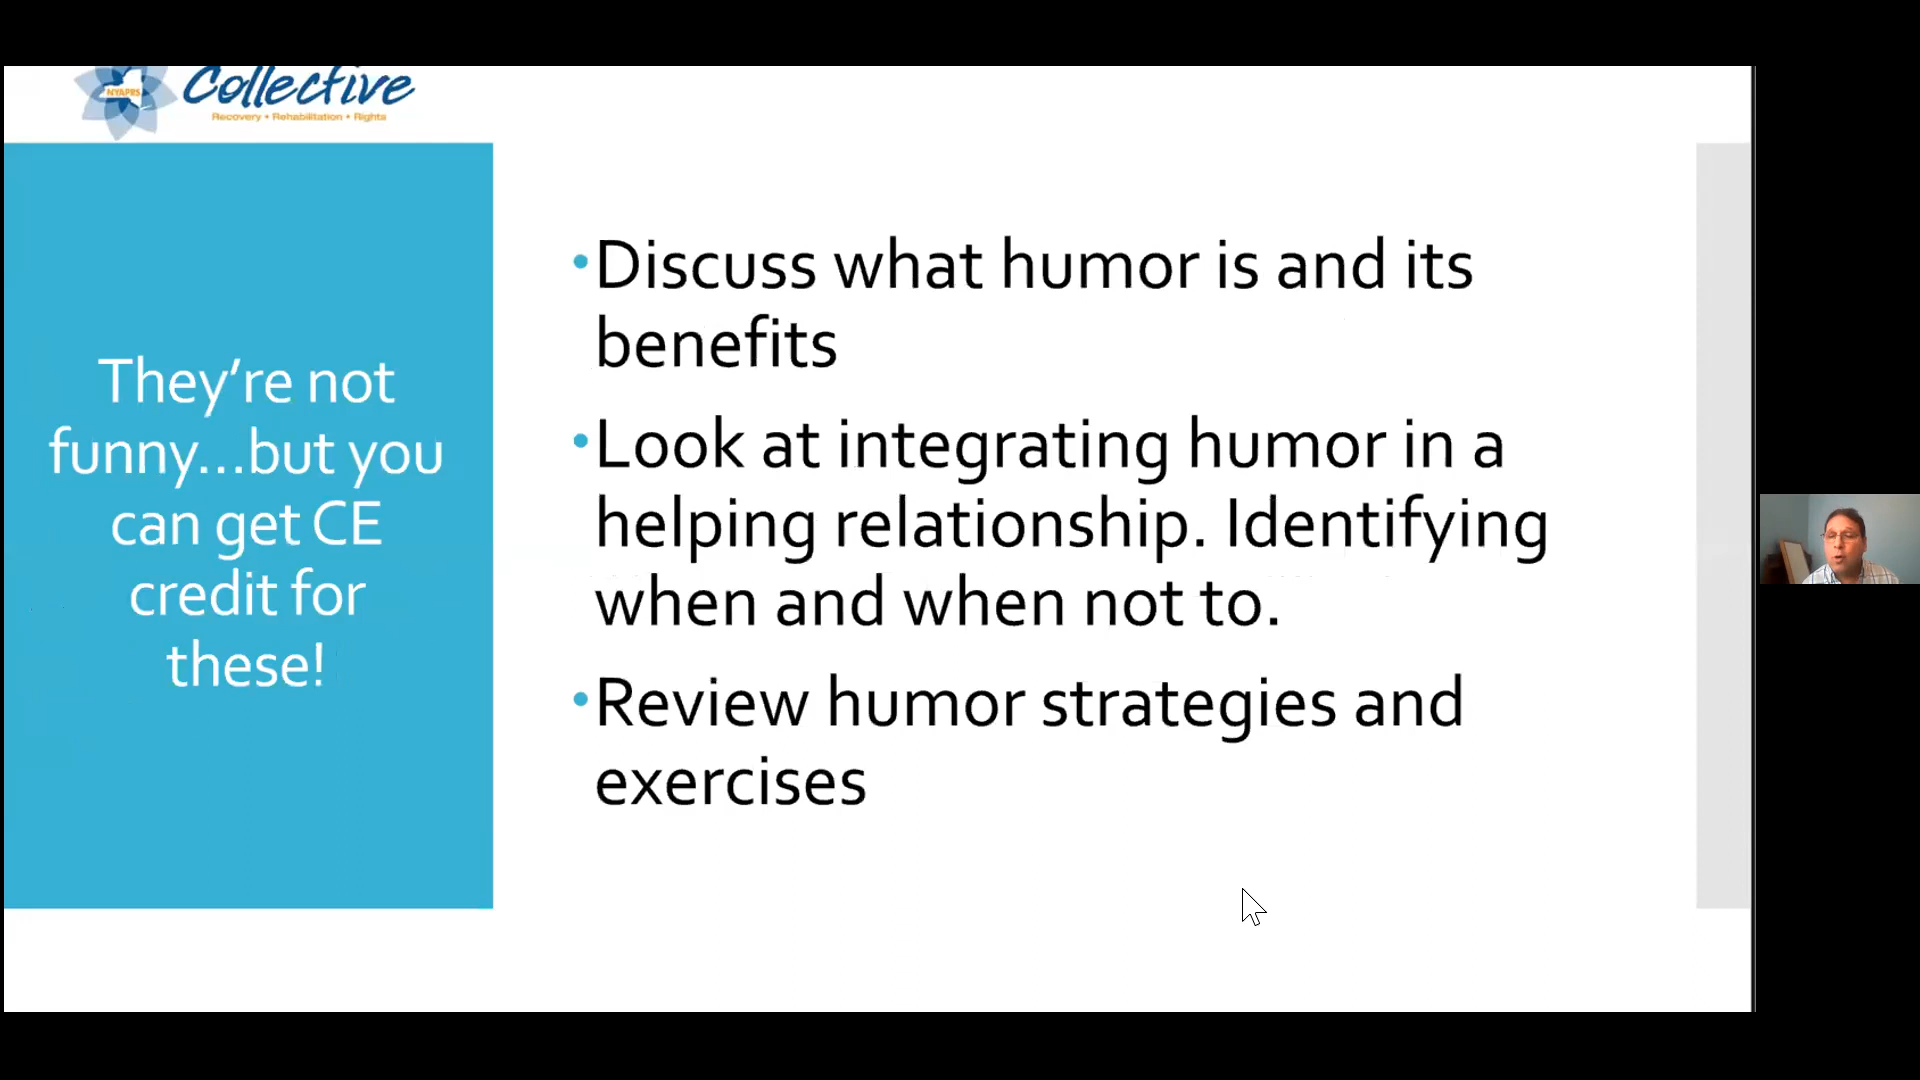 NYAPRS
Collective
Recovery • Rehabilitation • Rights
They’re not
funny...but you
can get CE
credit for
these!
•Discuss what humor is and its
benefits
•Look at integrating humor in a
helping relationship. Identifying
when and when not to.
•Review humor strategies and
exercises